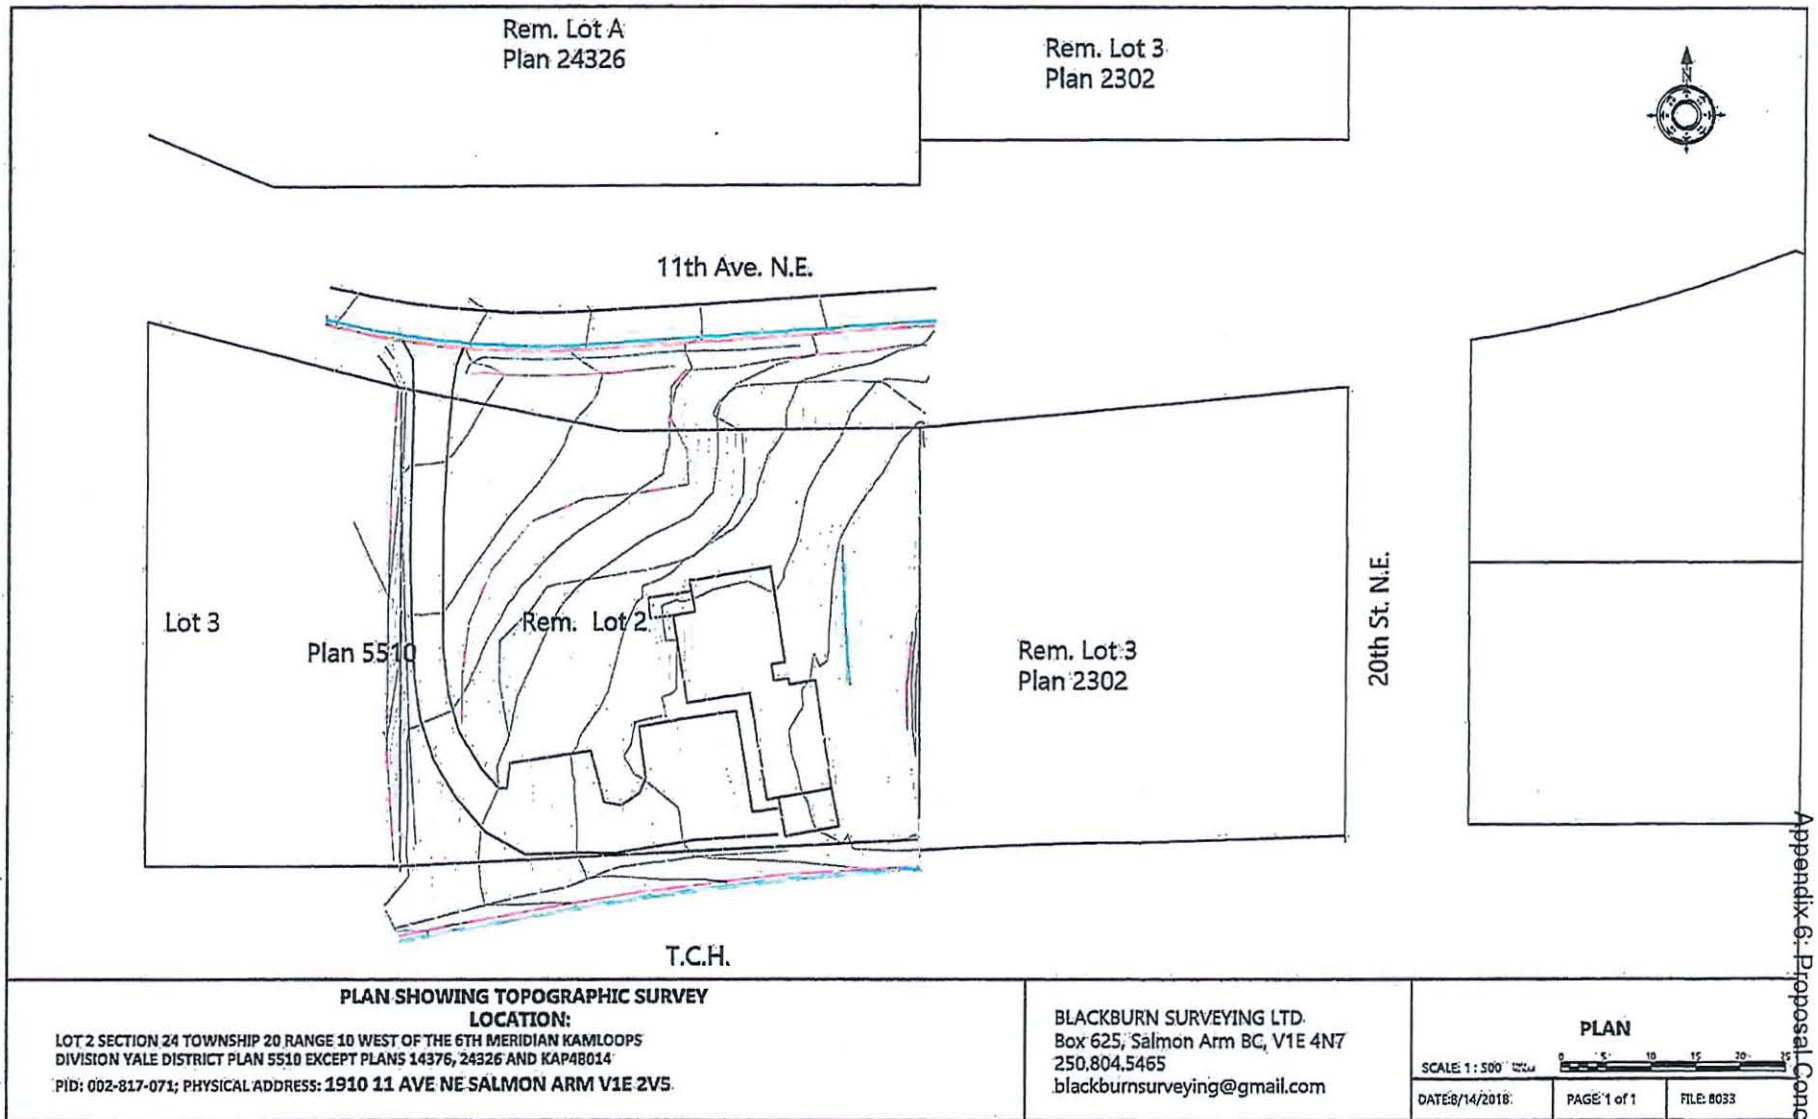 Rem. Lot A
Plan 24326
Rem. Lot 3
Plan 2302
N
11th Ave. N.E.
Lot 3
Plan 5510
Rem. Lot 2
Rem. Lot 3
Plan 2302
20th St. N.E.
T.C.H.
Appendix 6: Proposal Conc
PLAN SHOWING TOPOGRAPHIC SURVEY
LOCATION:
LOT 2 SECTION 24 TOWNSHIP 20 RANGE 10 WEST OF THE 6TH MERIDIAN KAMLOOPS
DIVISION YALE DISTRICT PLAN 5510 EXCEPT PLANS 14376, 24326 AND KAP48014
PID: 002-817-071; PHYSICAL ADDRESS: 1910 11 AVE NE SALMON ARM V1E 2V5
BLACKBURN SURVEYING LTD.
Box 625, Salmon Arm BC, V1E 4N7
250.804.5465
blackburnsurveying@gmail.com
PLAN
SCALE: 1 : 500
0 5 10 15 20 25
DATE:8/14/2018
PAGE: 1 of 1
FILE: 8033